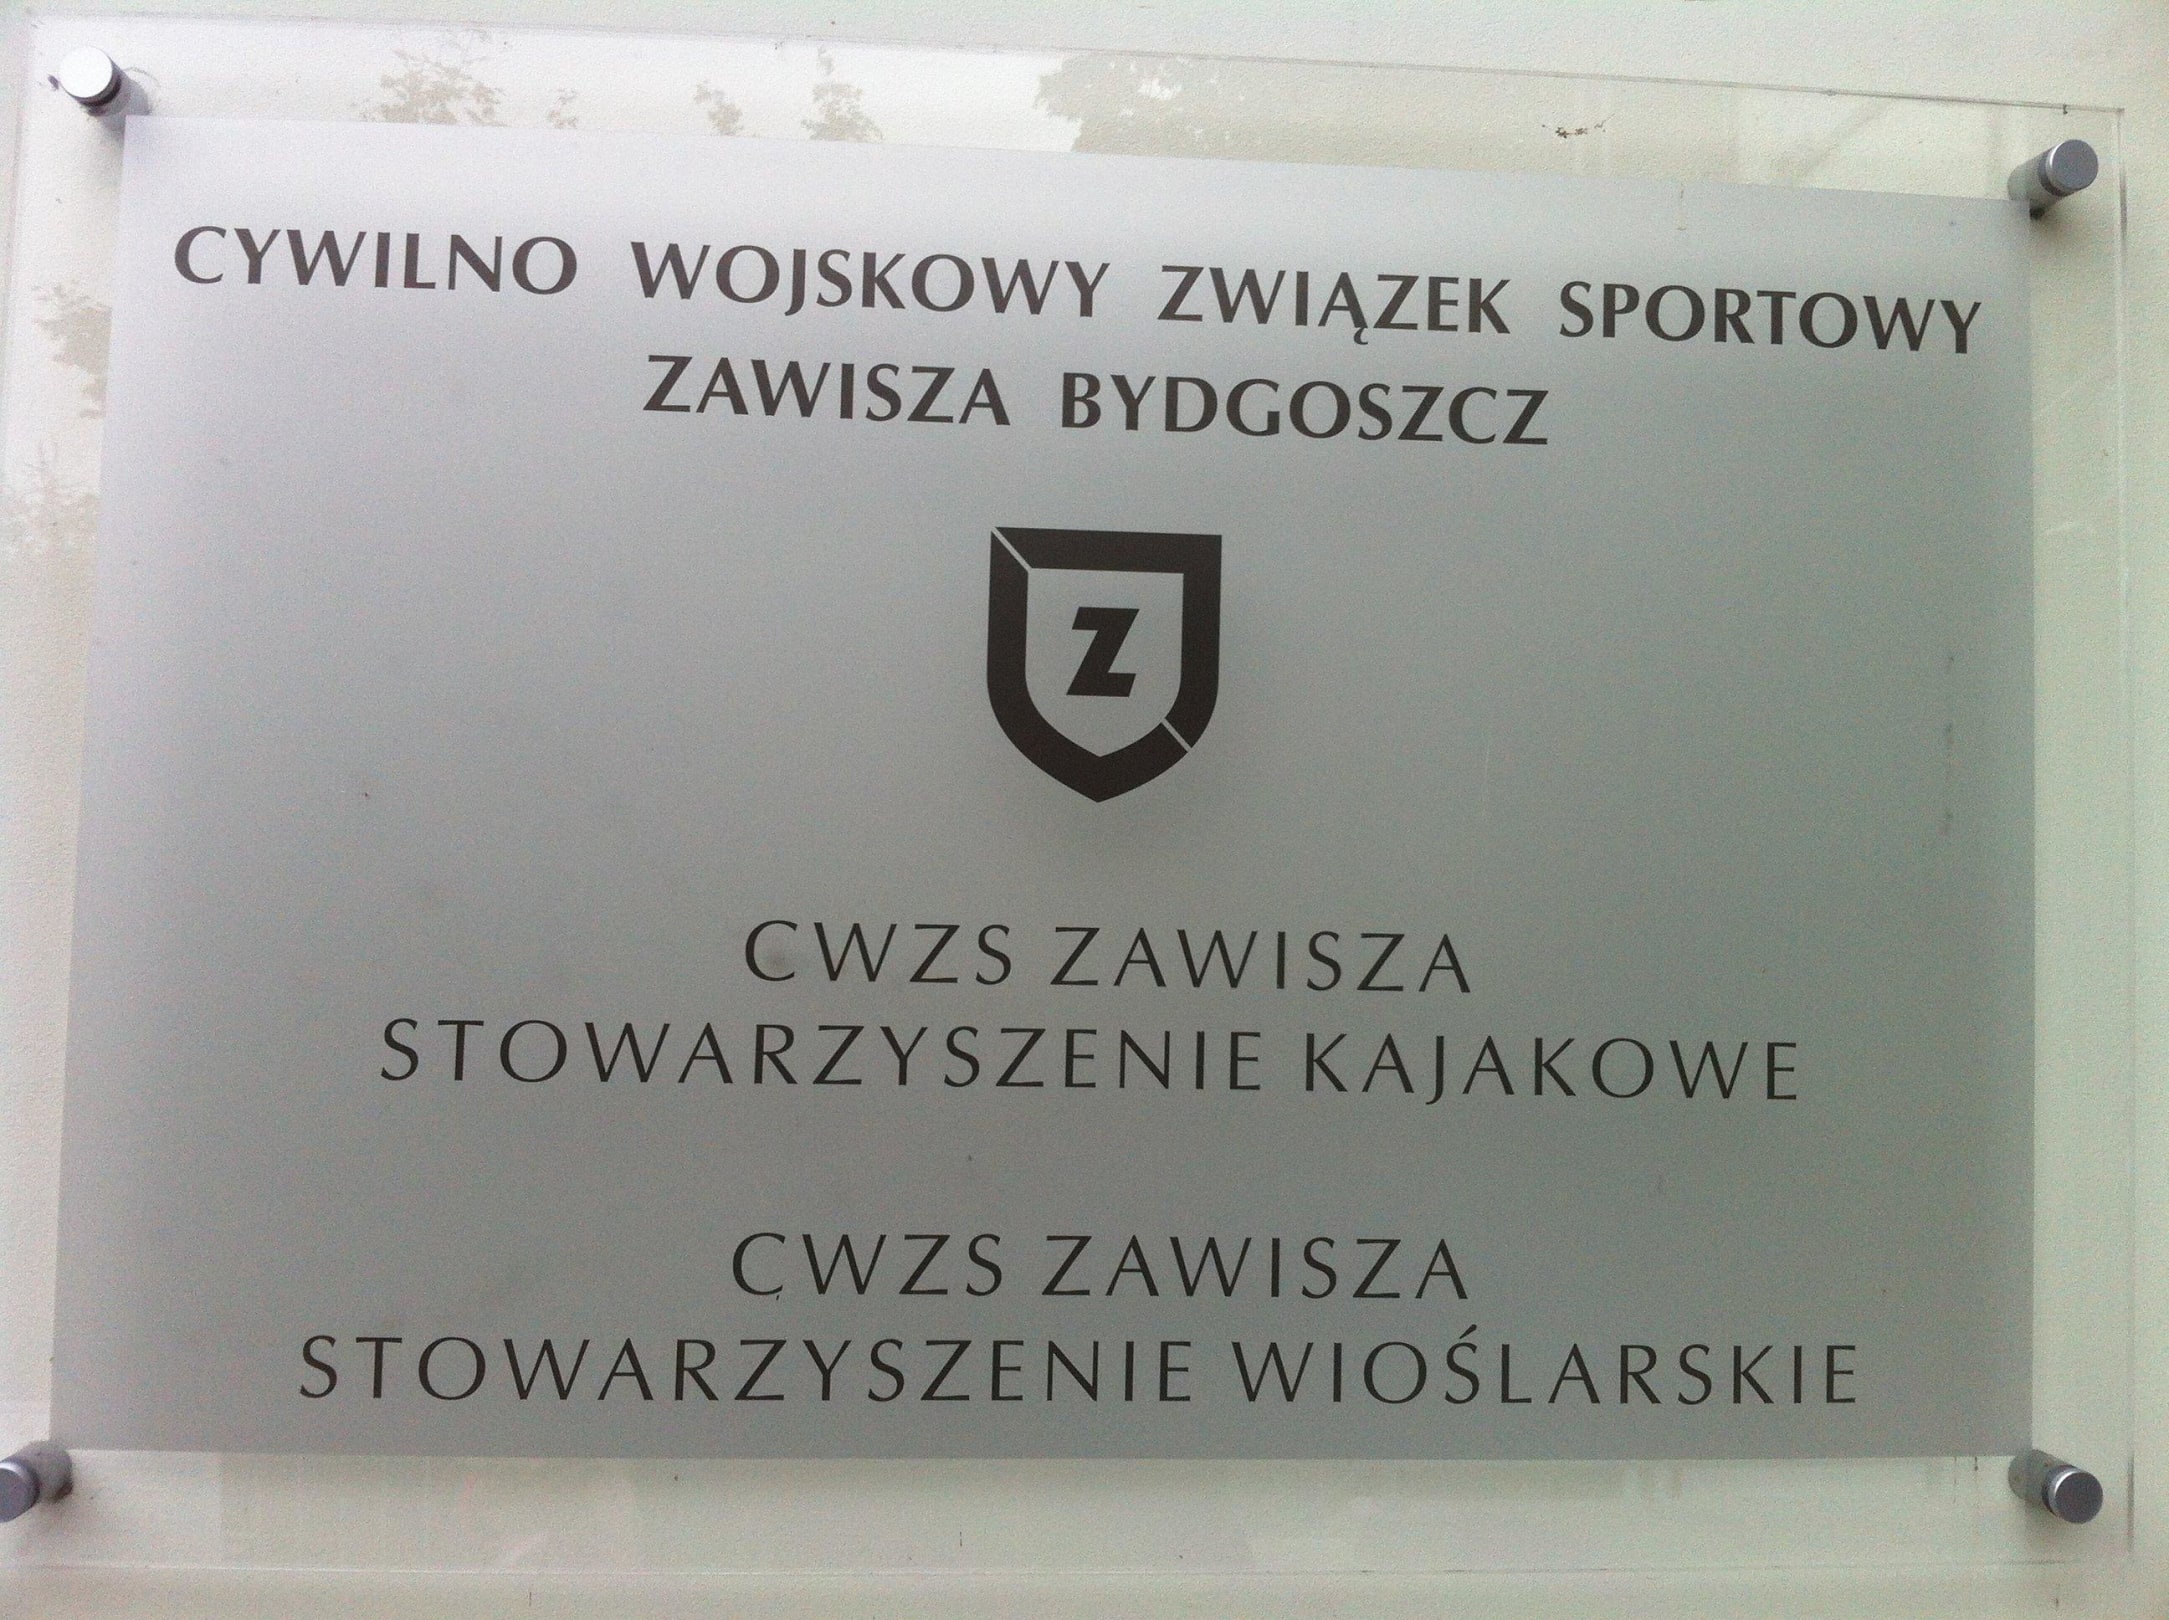 CYWILNO WOJSKOWY ZWIĄZEK SPORTOWY
ZAWISZA BYDGOSZCZ
Z
CWZS ZAWISZA
STOWARZYSZENIE KAJAKOWE
CWZS ZAWISZA
STOWARZYSZENIE WIOŚLARSKIE